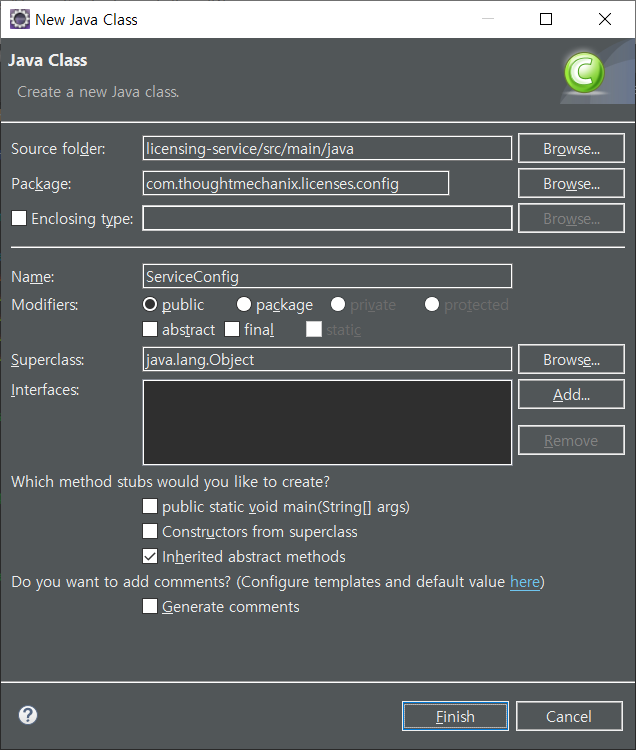 New Java Class
Java Class
Create a new Java class.
C
Source folder: licensing-service/src/main/java Browse...
Package: com.thoughtmechanix.licenses.config Browse...
Enclosing type: Browse...
Name: ServiceConfig
Modifiers: public package private protected
abstract final static
Superclass: java.lang.Object Browse...
Interfaces: Add...
Remove
Which method stubs would you like to create?
public static void main(String[] args)
Constructors from superclass
Inherited abstract methods
Do you want to add comments? (Configure templates and default value here)
Generate comments
? Finish Cancel